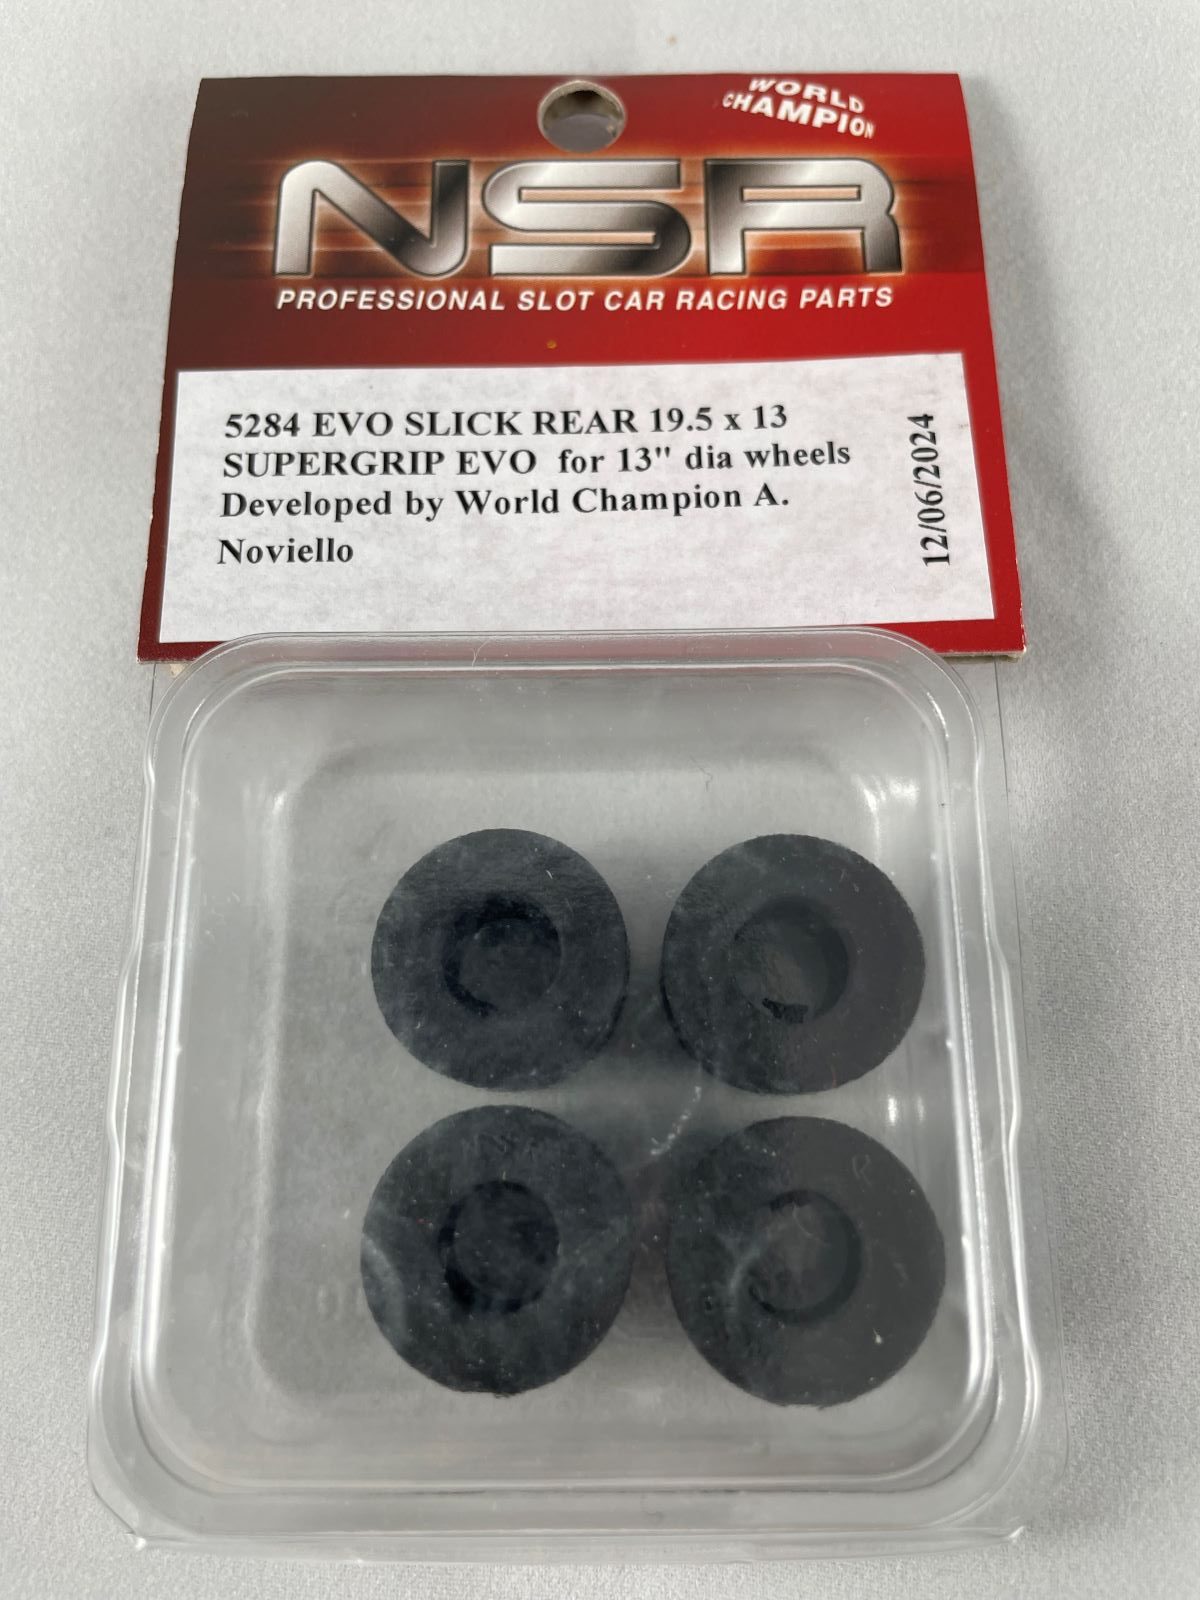 WORLD
CHAMPION
NSR
PROFESSIONAL SLOT CAR RACING PARTS
5284 EVO SLICK REAR 19.5 x 13
SUPERGRIP EVO for 13" dia wheels
Developed by World Champion A.
Noviello
12/06/2024